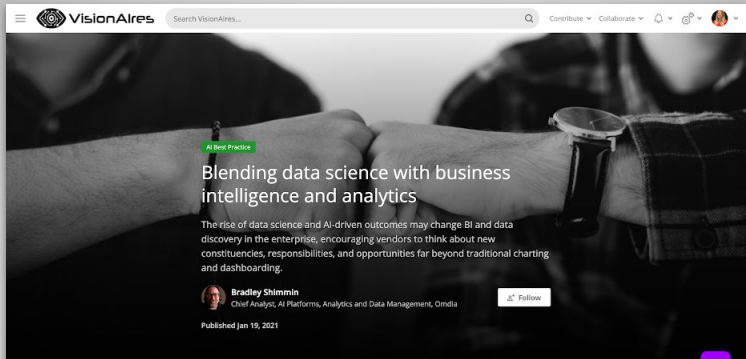 VisionAIres
Search VisionAIres...
Contribute
Collaborate
AI Best Practice
Blending data science with business
intelligence and analytics
The rise of data science and AI-driven outcomes may change BI and data
discovery in the enterprise, encouraging vendors to think about new
constituencies, responsibilities, and opportunities far beyond traditional charting
and dashboarding.
Bradley Shimmin
Chief Analyst, AI Platforms, Analytics and Data Management, Omdia
Follow
Published Jan 19, 2021